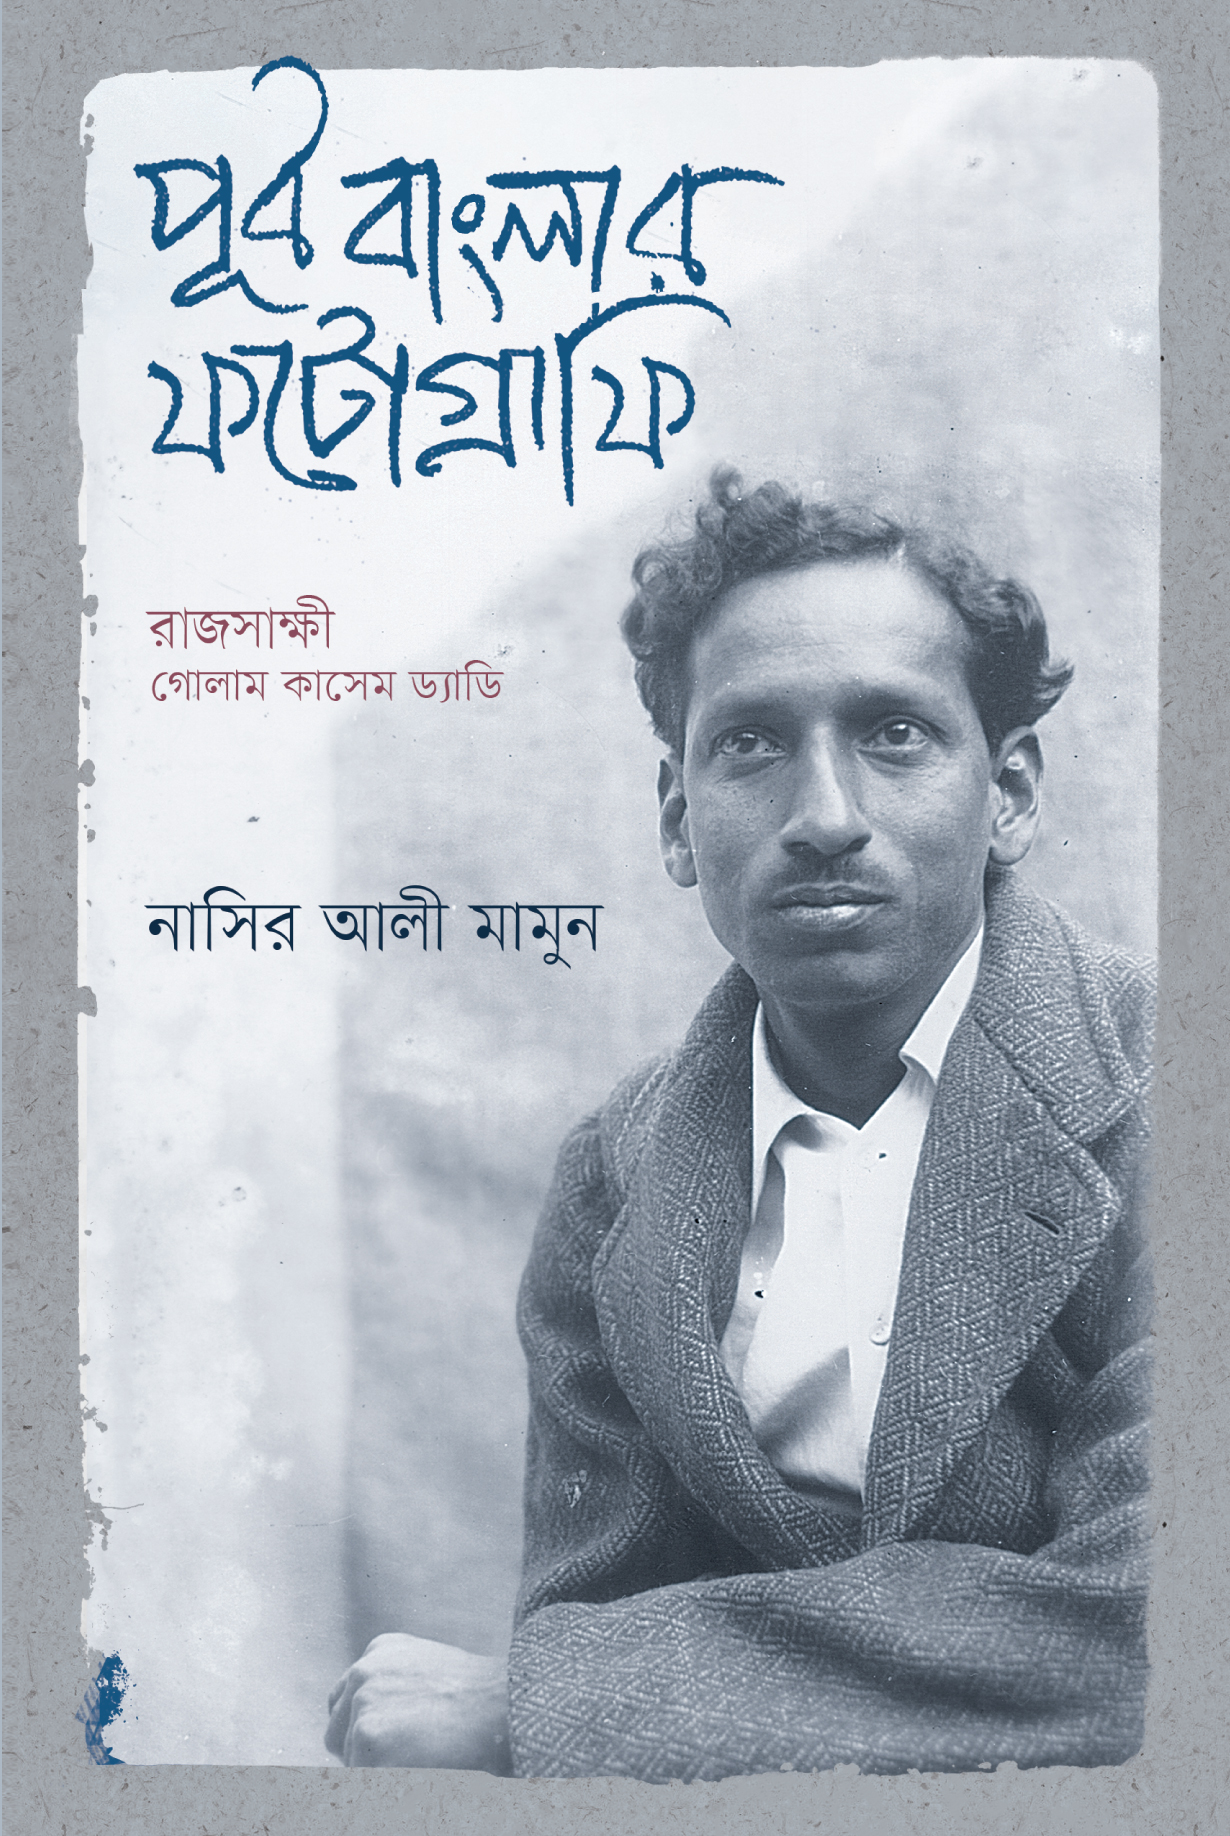 পূর্ব বাংলার
ফটোগ্রাফি
রাজসাক্ষী
গোলাম কাসেম ড্যাডি
নাসির আলী মামুন